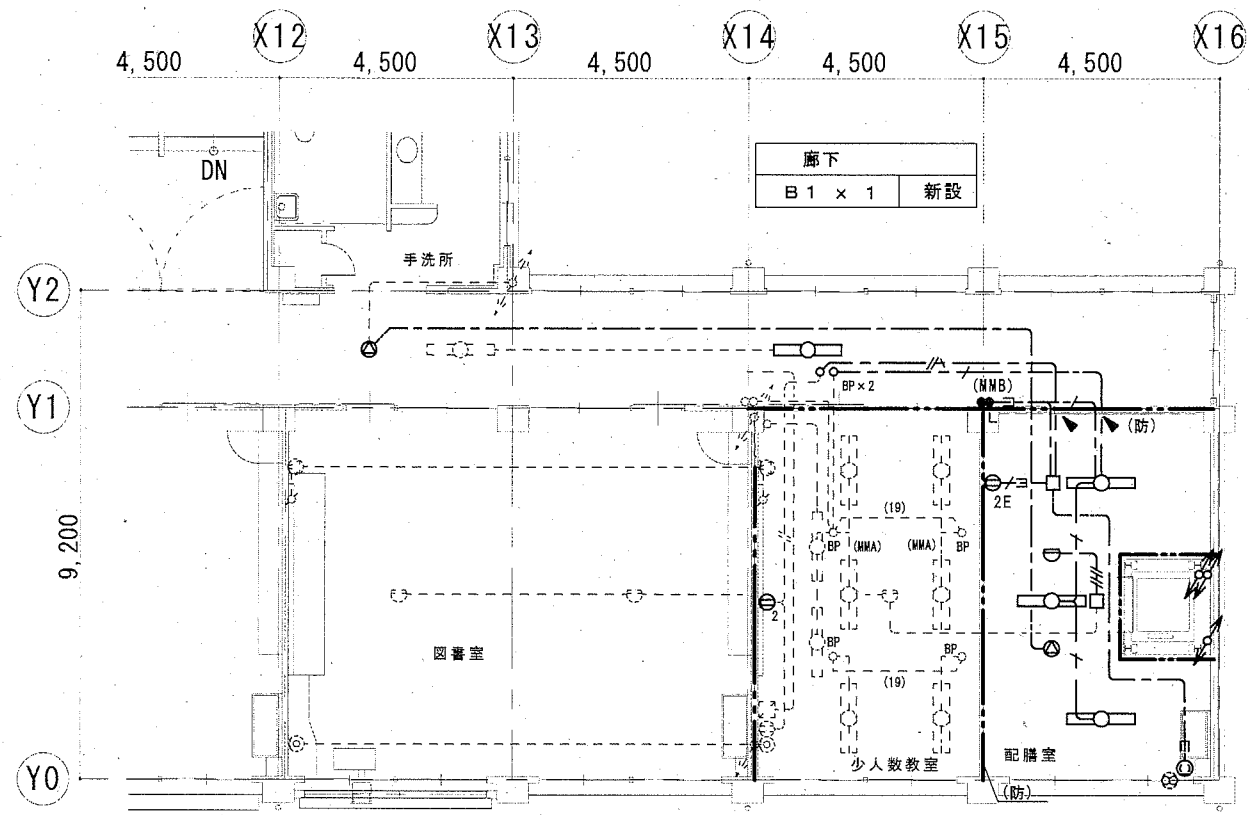 X12
X13
X14
X15
X16
4,500
4,500
4,500
4,500
4,500
廊下
B1 × 1
新設
DN
手洗所
Y2
BP×2
(MMB)
Y1
(防)
2E
(19)
BP
(MMA)
(MMA)
BP
9,200
2
図書室
BP
BP
(19)
少人数教室
配膳室
Y0
(防)